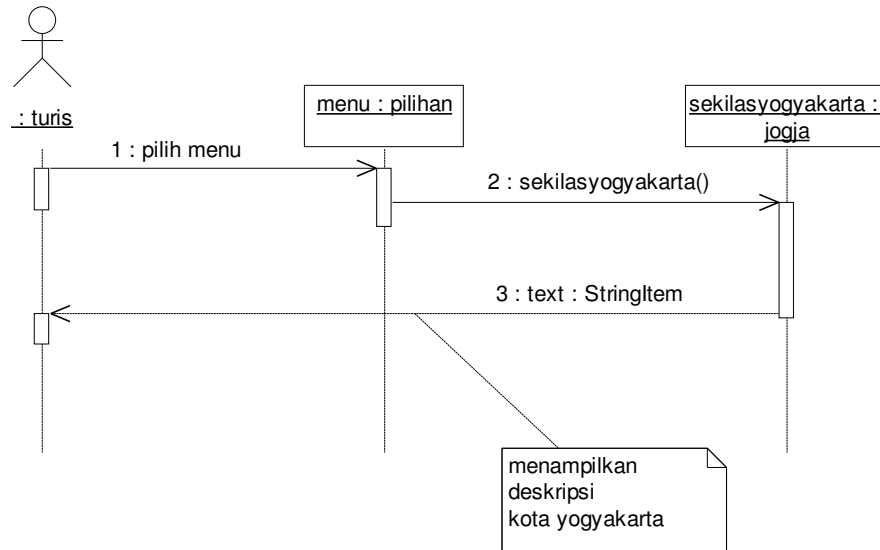 : turis
menu : pilihan
sekilasyogyakarta :
jogja
1 : pilih menu
2 : sekilasyogyakarta()
3 : text : StringItem
menampilkan
deskripsi
kota yogyakarta